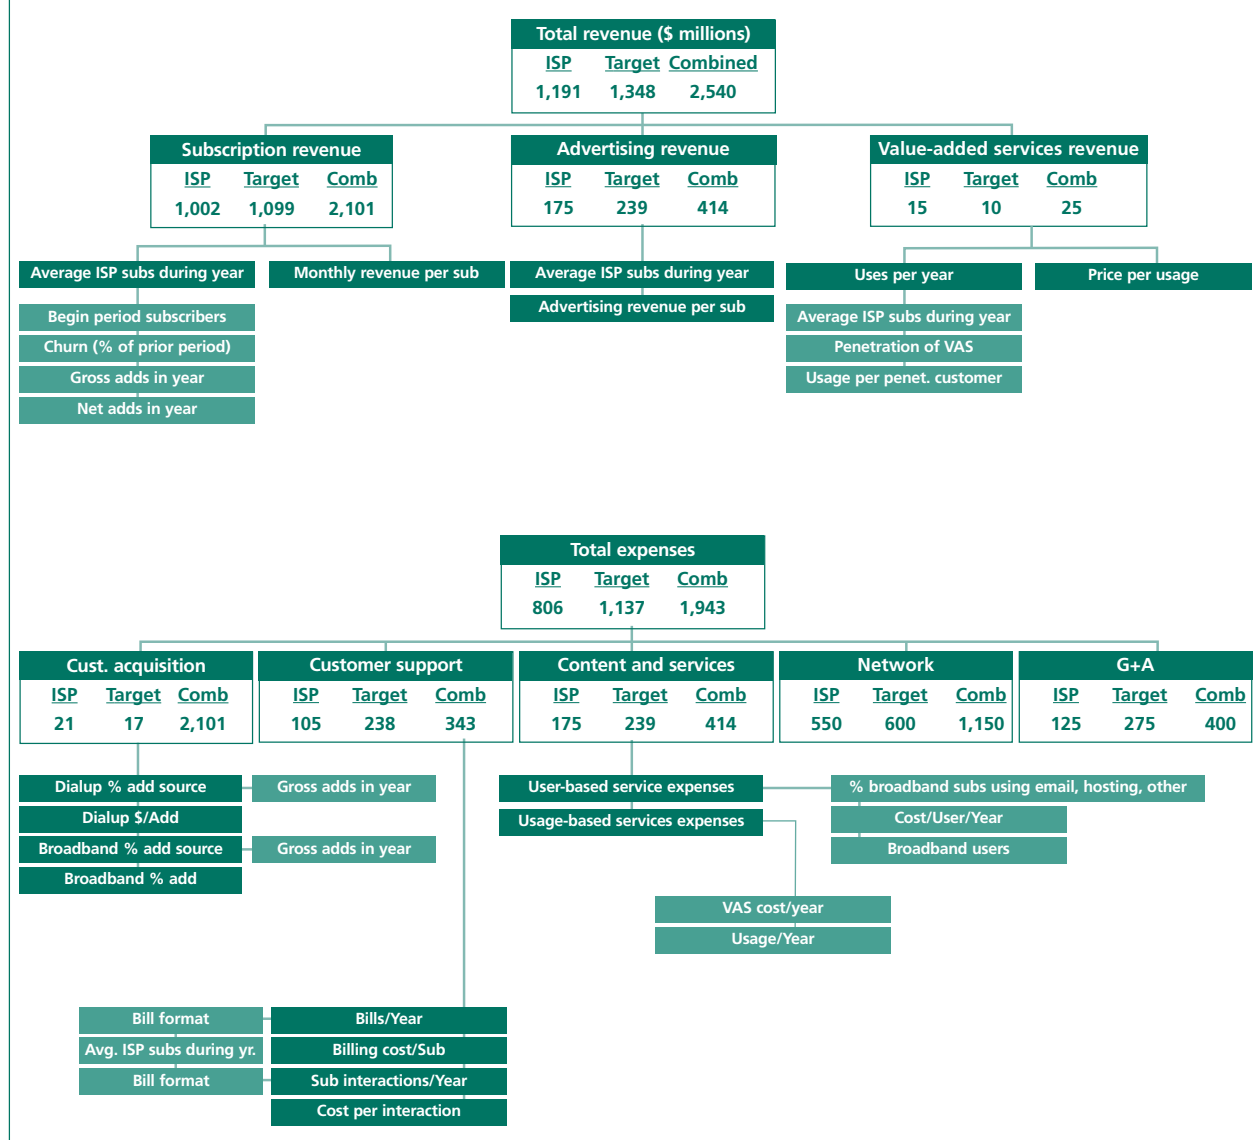 Total revenue ($ millions)
ISP Target Combined
1,191 1,348 2,540
Subscription revenue
ISP Target Comb
1,002 1,099 2,101
Advertising revenue
ISP Target Comb
175 239 414
Value-added services revenue
ISP Target Comb
15 10 25
Average ISP subs during year
Monthly revenue per sub
Begin period subscribers
Churn (% of prior period)
Gross adds in year
Net adds in year
Average ISP subs during year
Advertising revenue per sub
Uses per year
Price per usage
Average ISP subs during year
Penetration of VAS
Usage per penet. customer
Total expenses
ISP Target Comb
806 1,137 1,943
Cust. acquisition
ISP Target Comb
21 17 2,101
Customer support
ISP Target Comb
105 238 343
Content and services
ISP Target Comb
175 239 414
Network
ISP Target Comb
550 600 1,150
G+A
ISP Target Comb
125 275 400
Dialup % add source
Gross adds in year
Dialup $/Add
Broadband % add source
Gross adds in year
Broadband % add
User-based service expenses
% broadband subs using email, hosting, other
Usage-based services expenses
Cost/User/Year
Broadband users
VAS cost/year
Usage/Year
Bill format
Bills/Year
Avg. ISP subs during yr.
Billing cost/Sub
Bill format
Sub interactions/Year
Cost per interaction